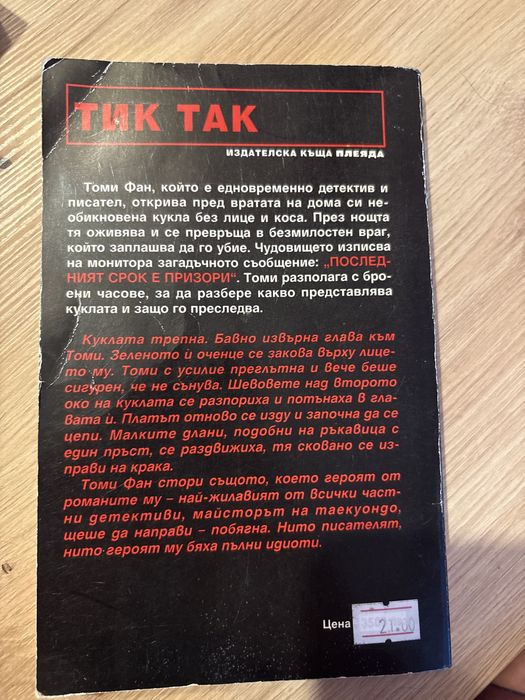 ТИК ТАК
ИЗДАТЕЛСКА КЪЩА ПЛЕЯДА
Томи Фан, който е едновременно детектив и
писател, открива пред вратата на дома си не-
обикновена кукла без лице и коса. През нощта
тя оживява и се превръща в безмилостен враг,
който заплашва да го убие. Чудовището изписва
на монитора загадъчното съобщение: „ПОСЛЕД-
НИЯТ СРОК Е ПРИЗОРИ“. Томи разполага с бро-
ени часове, за да разбере какво представлява
куклата и защо го преследва.
Куклата трепна. Бавно извърна глава към
Томи. Зеленото ѝ оченце се закова върху лице-
то му. Томи с усилие преглътна и вече беше
сигурен, че не сънува. Шевовете над второто
око на куклата се разпориха и потънаха в гла-
вата ѝ. Платът отново се изду и започна да се
цепи. Малките длани, подобни на ръкавица с
един пръст, се раздвижиха, тя сковано се из-
прави на крака.
Томи Фан стори същото, което героят от
романите му – най-жилавият от всички част-
ни детективи, майсторът на таекуондо,
щеше да направи – побягна. Нито писателят,
нито героят му бяха пълни идиоти.
Цена
21.00